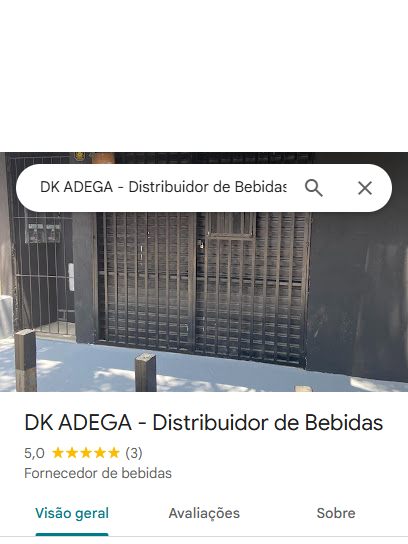 DK ADEGA - Distribuidor de Bebidas
DK ADEGA - Distribuidor de Bebidas
5,0 ★★★★★ (3)
Fornecedor de bebidas
Visão geral
Avaliações
Sobre